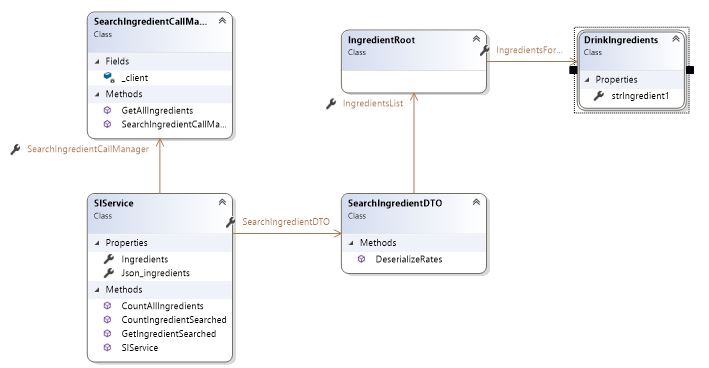 SearchIngredientCallMa...
Class
Fields
_client
Methods
GetAllIngredients
SearchIngredientCallMa...
IngredientRoot
Class
IngredientsFor...
DrinkIngredients
Class
Properties
strIngredient1
IngredientsList
SearchIngredientCallManager
SIService
Class
Properties
Ingredients
Json_ingredients
Methods
CountAllIngredients
CountIngredientSearched
GetIngredientSearched
SIService
SearchIngredientDTO
SearchIngredientDTO
Class
Methods
DeserializeRates